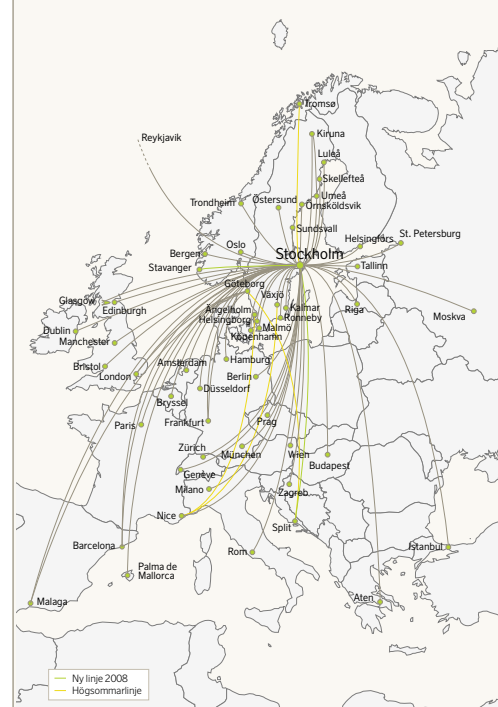 Tromsø
Kiruna
Luleå
Reykjavik
Skellefteå
Umeå
Trondheim
Östersund
Örnsköldsvik
Sundsvall
St. Petersburg
Helsingfors
Oslo
Bergen
Stockholm
Stavanger
Tallinn
Göteborg
Växjö
Glasgow
Edinburgh
Ängelholm
Kalmar
Riga
Helsingborg
Ronneby
Moskva
Dublin
Malmö
Manchester
Köpenhamn
Hamburg
Amsterdam
Bristol
London
Berlin
Düsseldorf
Bryssel
Paris
Frankfurt
Prag
Zürich
München
Wien
Budapest
Genève
Milano
Zagreb
Nice
Split
Barcelona
Rom
Istanbul
Palma de
Mallorca
Malaga
Aten
Ny linje 2008
Högsommarlinje